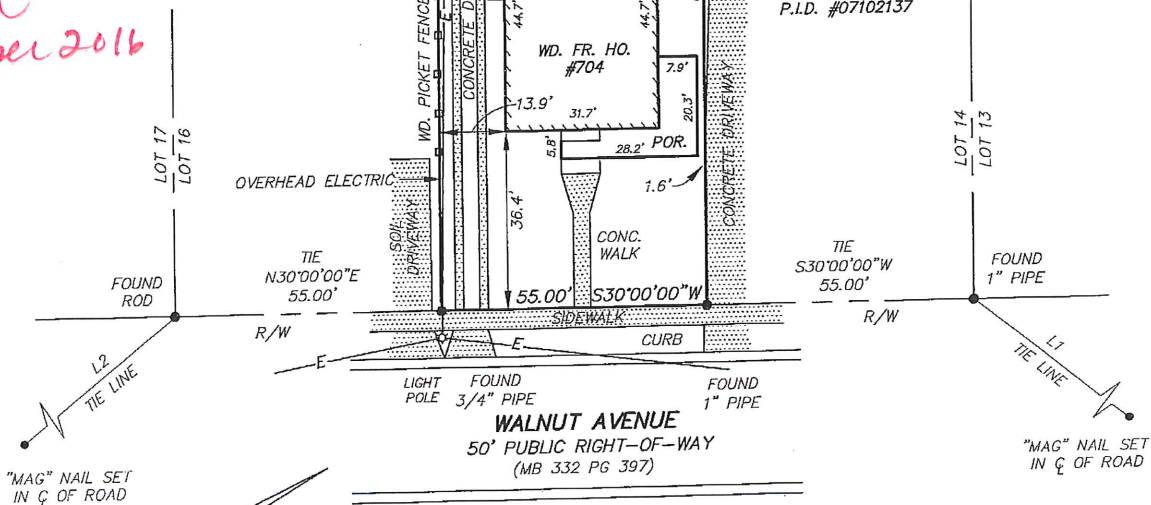 2016
44.7'
44.7'
P.I.D. #07102137
WD. PICKET FENCE
E
CONCRETE D
WD. FR. HO.
#704
7.9'
20.3'
31.7'
13.9'
5.8'
28.2'
POR.
CONCRETE DRIVEWAY
LOT 17
LOT 16
LOT 14
LOT 13
OVERHEAD ELECTRIC
1.6'
36.4'
SOIL
DRIVEWAY
CONC.
WALK
FOUND
ROD
TIE
N30°00'00"E
55.00'
TIE
S30°00'00"W
55.00'
FOUND
1" PIPE
55.00' S30°00'00"W
SIDEWALK
R/W
R/W
CURB
E
E
L2
TIE LINE
L1
TIE LINE
LIGHT
POLE
FOUND
3/4" PIPE
FOUND
1" PIPE
WALNUT AVENUE
50' PUBLIC RIGHT-OF-WAY
(MB 332 PG 397)
"MAG" NAIL SET
IN ℄ OF ROAD
"MAG" NAIL SET
IN ℄ OF ROAD